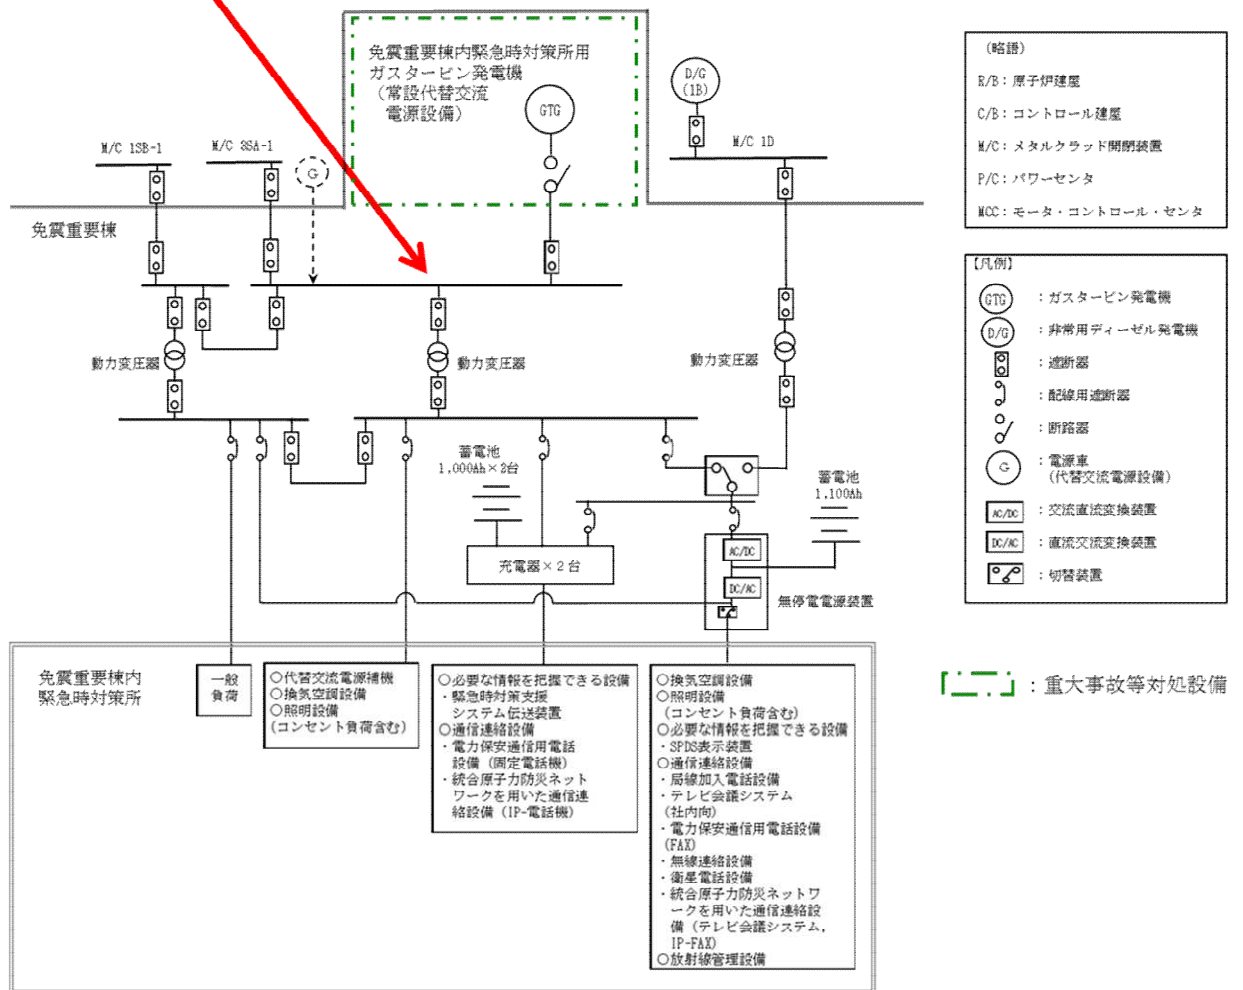 免震重要棟内緊急時対策所用
ガスタービン発電機
(常設代替交流
電源設備)
GTG
D/G
(1B)
M/C 1SB-1
M/C 3SA-1
G
M/C 1D
免震重要棟
動力変圧器
動力変圧器
動力変圧器
蓄電池
1,000Ah×2台
蓄電池
1,100Ah
充電器×2台
AC/DC
DC/AC
無停電電源装置
免震重要棟内
緊急時対策所
一般
負荷
○代替交流電源補機
○換気空調設備
○照明設備
(コンセント負荷含む)
○必要な情報を把握できる設備
・緊急時対策支援
システム伝送装置
○通信連絡設備
・電力保安通信用電話
設備(固定電話機)
・統合原子力防災ネット
ワークを用いた通信連
絡設備(IP-電話機)
○換気空調設備
○照明設備
(コンセント負荷含む)
○必要な情報を把握できる設備
・SPDS表示装置
○通信連絡設備
・局線加入電話設備
・テレビ会議システム
(社内向)
・電力保安通信用電話設備
(FAX)
・無線連絡設備
・衛星電話設備
・統合原子力防災ネットワ
ークを用いた通信連絡設
備(テレビ会議システム,
IP-FAX)
○放射線管理設備
(略語)
R/B:原子炉建屋
C/B:コントロール建屋
M/C:メタルクラッド開閉装置
P/C:パワーセンタ
MCC:モータ・コントロール・センタ
【凡例】
GTG :ガスタービン発電機
D/G :非常用ディーゼル発電機
:遮断器
:配線用遮断器
:断路器
G :電源車
(代替交流電源設備)
AC/DC :交流直流変換装置
DC/AC :直流交流変換装置
:切替装置
:重大事故等対処設備